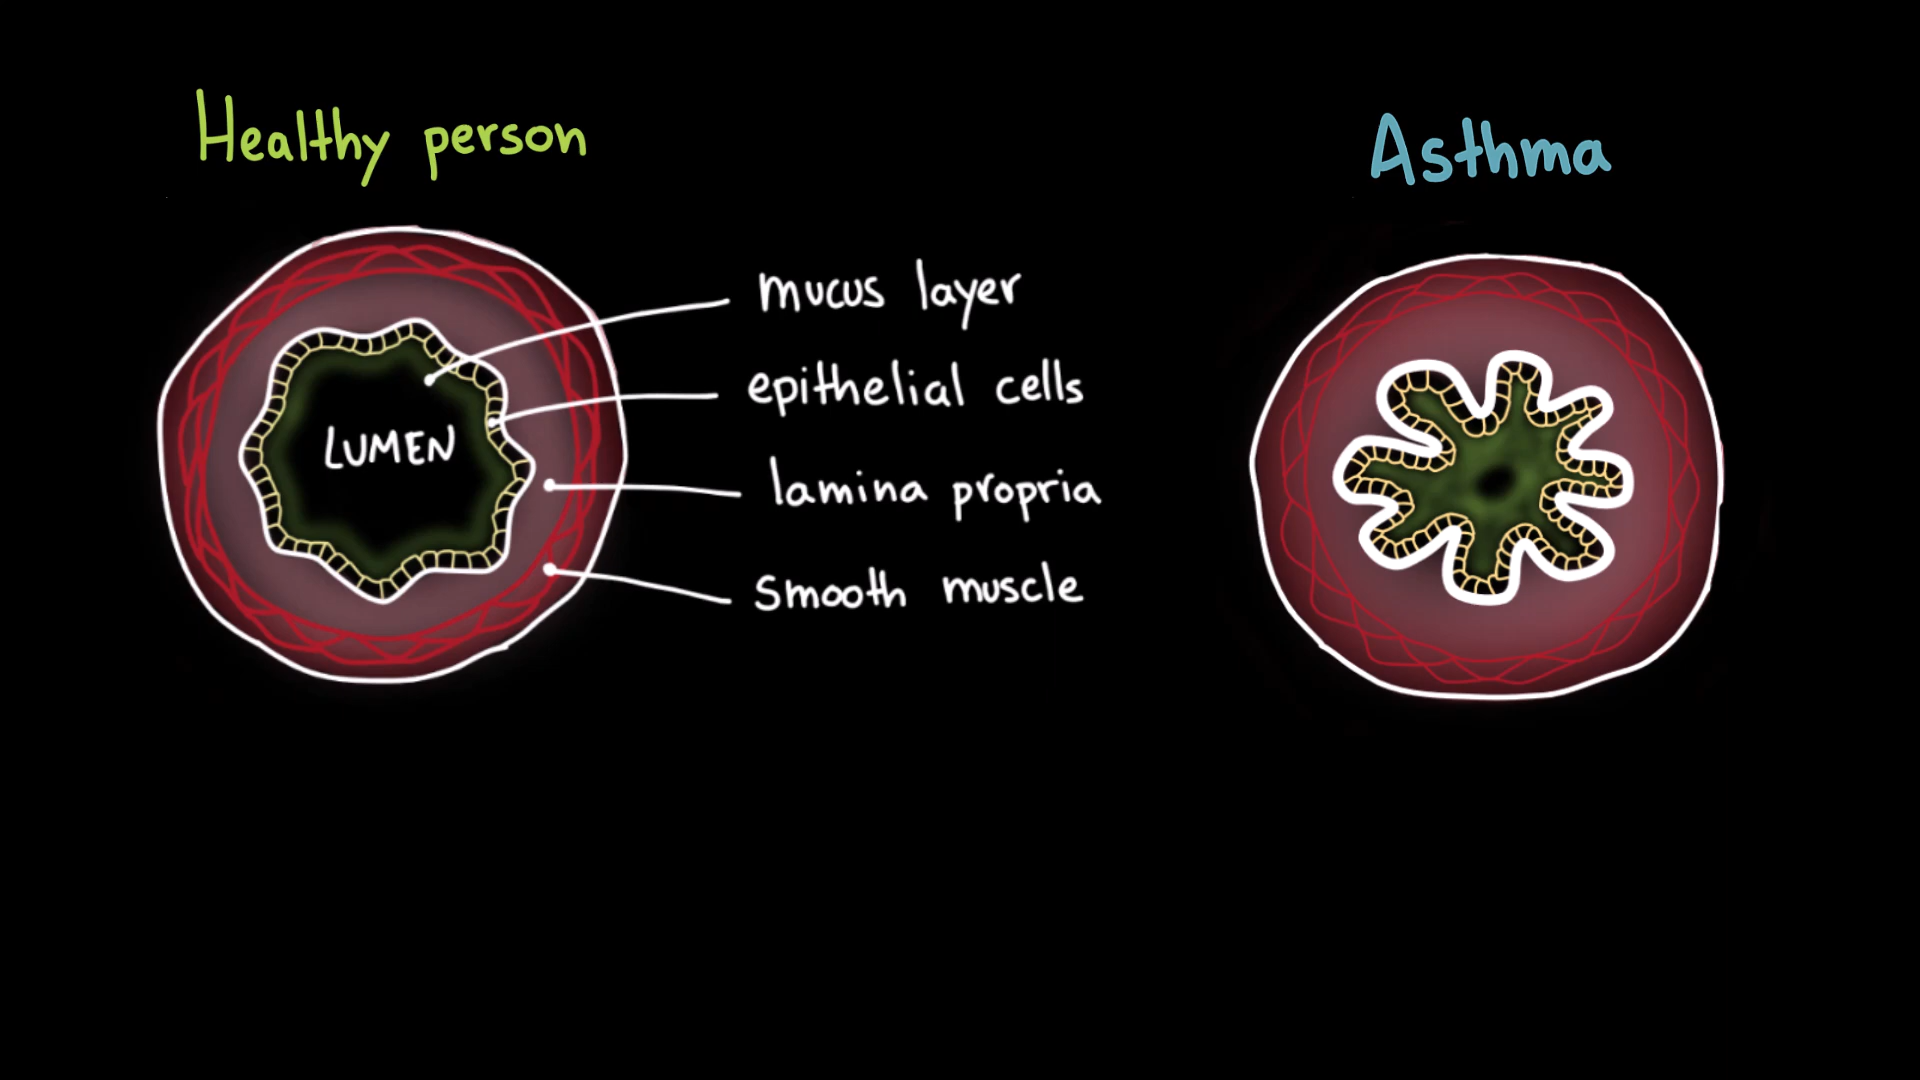 Healthy person
Asthma
mucus layer
epithelial cells
LUMEN
lamina propria
smooth muscle